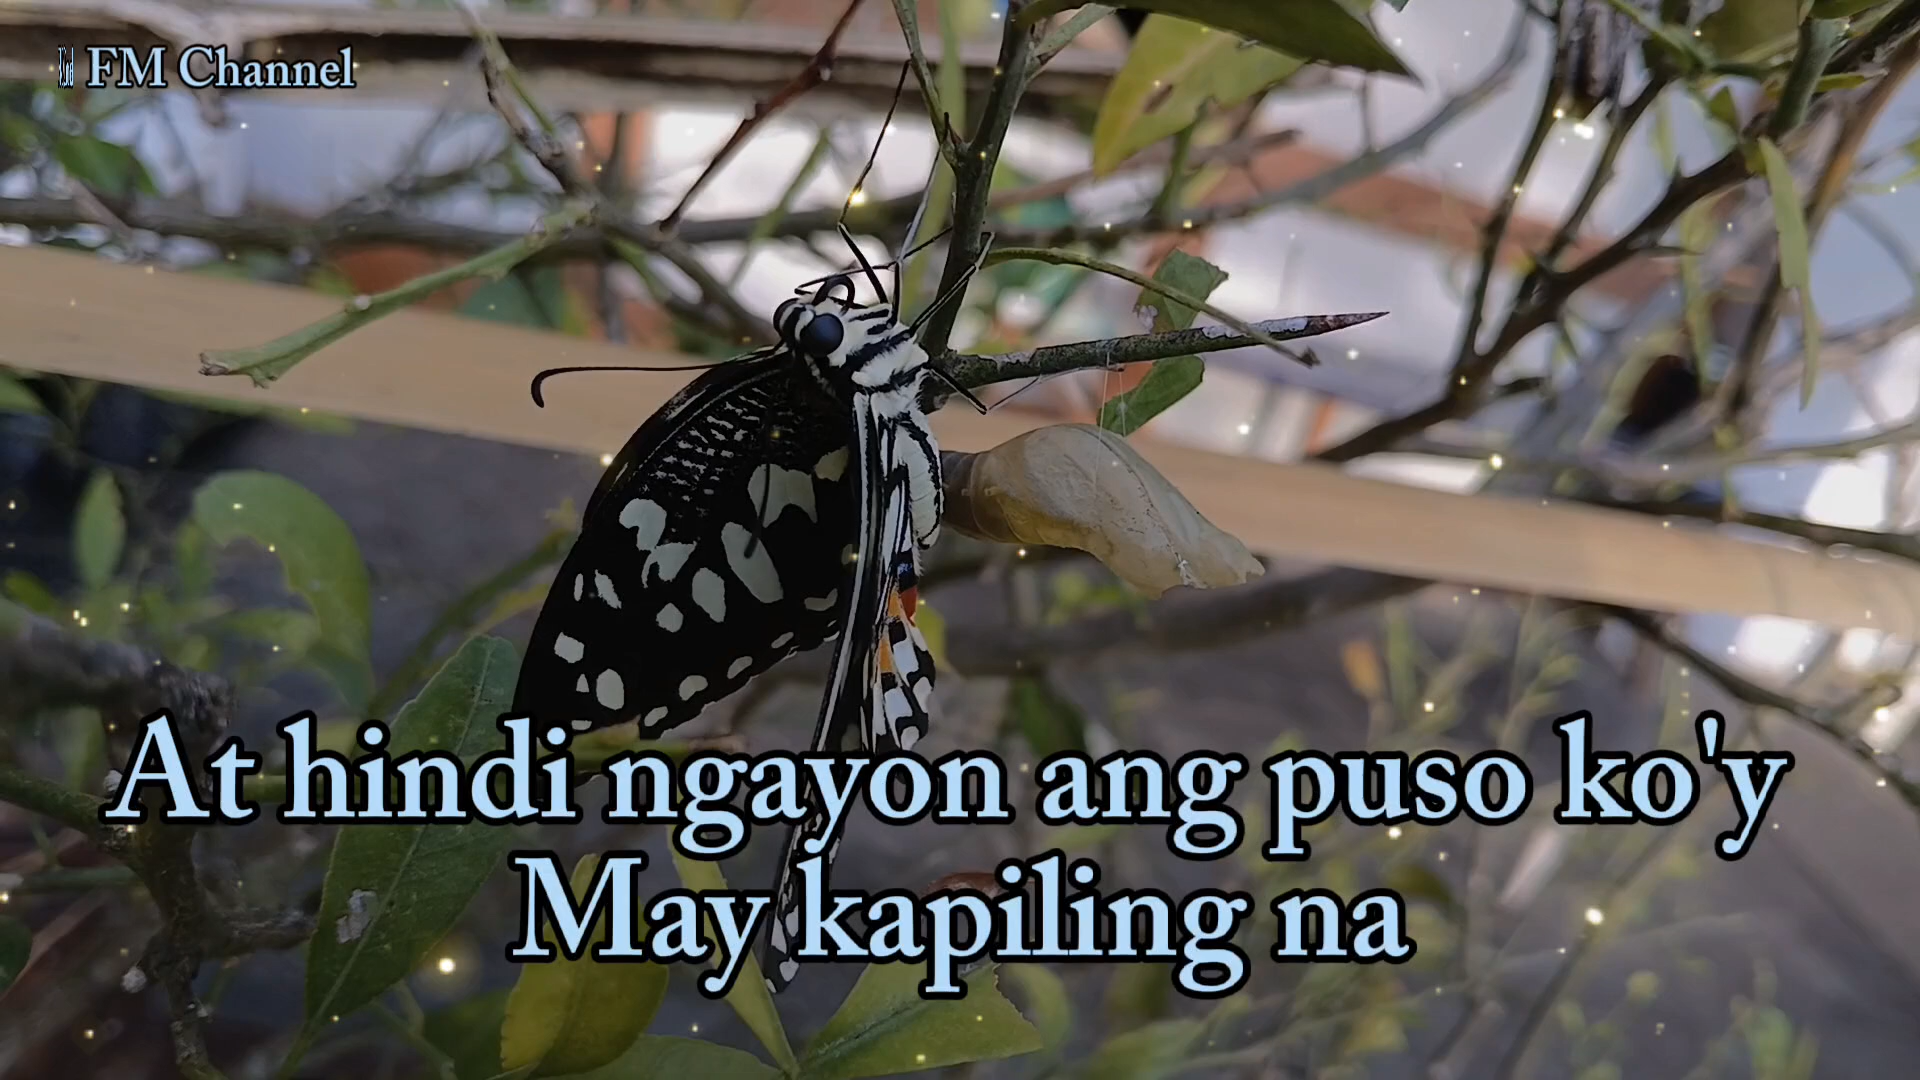 FM Channel
At hindi ngayon ang puso ko'y
May kapiling na